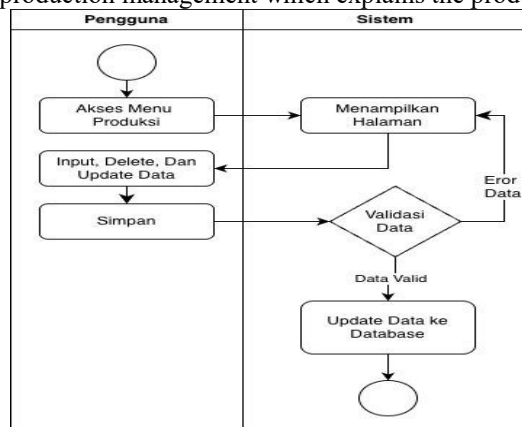 production management which explains the prod
Pengguna
Sistem
Akses Menu
Produksi
Menampilkan
Halaman
Input, Delete, Dan
Update Data
Simpan
Validasi
Data
Eror
Data
Data Valid
Update Data ke
Database